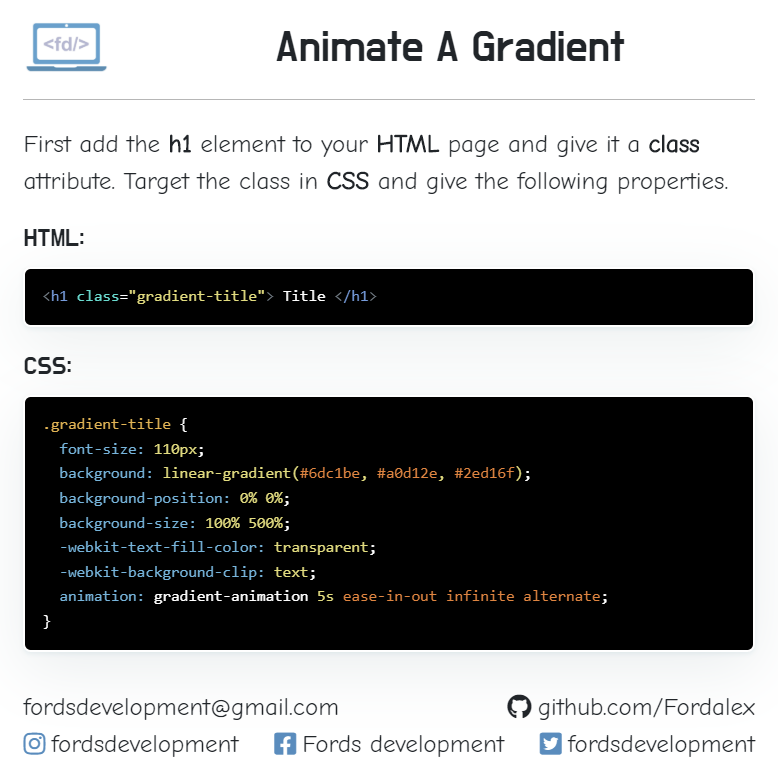 <fd/>
Animate A Gradient
First add the h1 element to your HTML page and give it a class
attribute. Target the class in CSS and give the following properties.
HTML:
<h1 class="gradient-title"> Title </h1>
CSS:
.gradient-title {
  font-size: 110px;
  background: linear-gradient(#6dc1be, #a0d12e, #2ed16f);
  background-position: 0% 0%;
  background-size: 100% 500%;
  -webkit-text-fill-color: transparent;
  -webkit-background-clip: text;
  animation: gradient-animation 5s ease-in-out infinite alternate;
}
fordsdevelopment@gmail.com github.com/Fordalex
fordsdevelopment Fords development fordsdevelopment